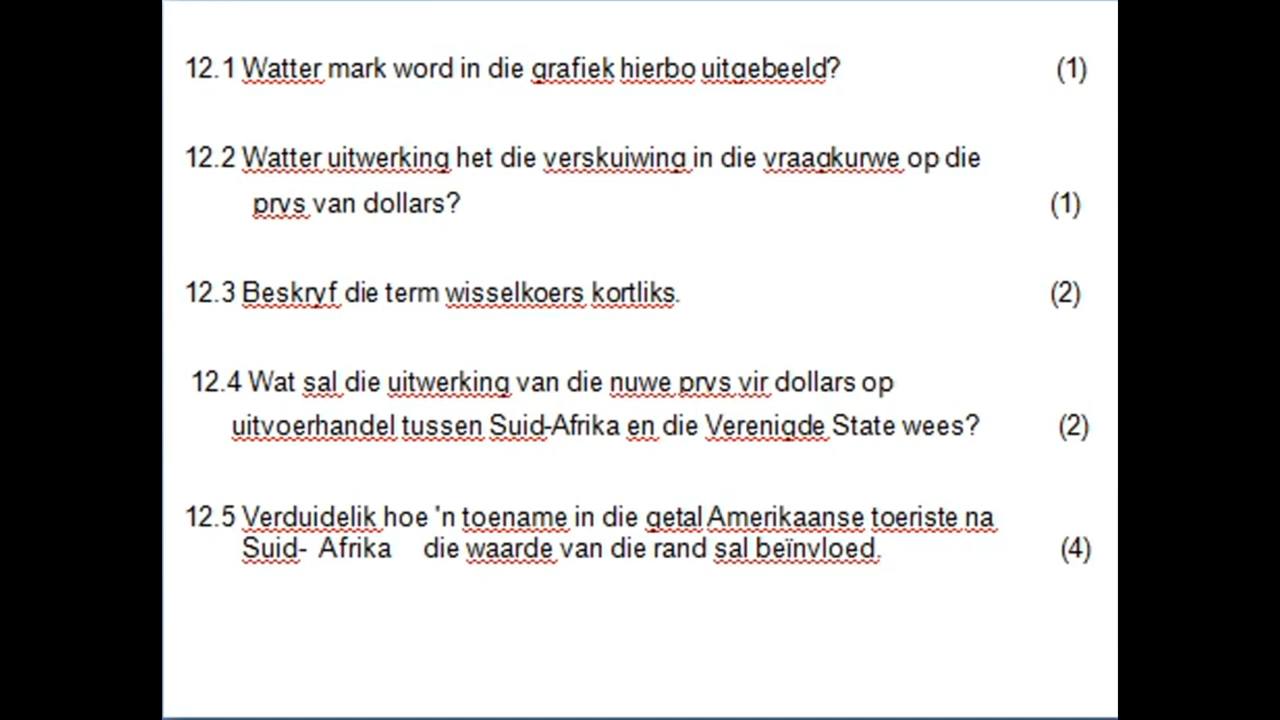 12.1 Watter mark word in die grafiek hierbo uitgebeeld? (1)
12.2 Watter uitwerking het die verskuiwing in die vraagkurwe op die
prys van dollars? (1)
12.3 Beskryf die term wisselkoers kortliks. (2)
12.4 Wat sal die uitwerking van die nuwe prys vir dollars op
uitvoerhandel tussen Suid-Afrika en die Verenigde State wees? (2)
12.5 Verduidelik hoe 'n toename in die getal Amerikaanse toeriste na
Suid- Afrika die waarde van die rand sal beïnvloed. (4)